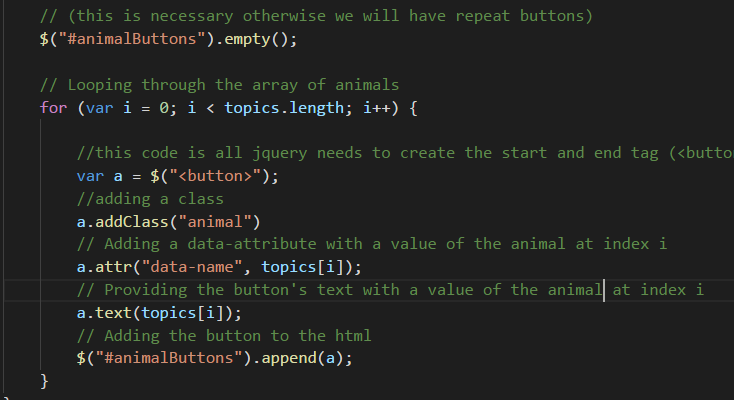 // (this is necessary otherwise we will have repeat buttons)
$("#animalButtons").empty();
// Looping through the array of animals
for (var i = 0; i < topics.length; i++) {
//this code is all jquery needs to create the start and end tag (<butto
var a = $("<button>");
//adding a class
a.addClass("animal")
// Adding a data-attribute with a value of the animal at index i
a.attr("data-name", topics[i]);
// Providing the button's text with a value of the animal at index i
a.text(topics[i]);
// Adding the button to the html
$("#animalButtons").append(a);
}